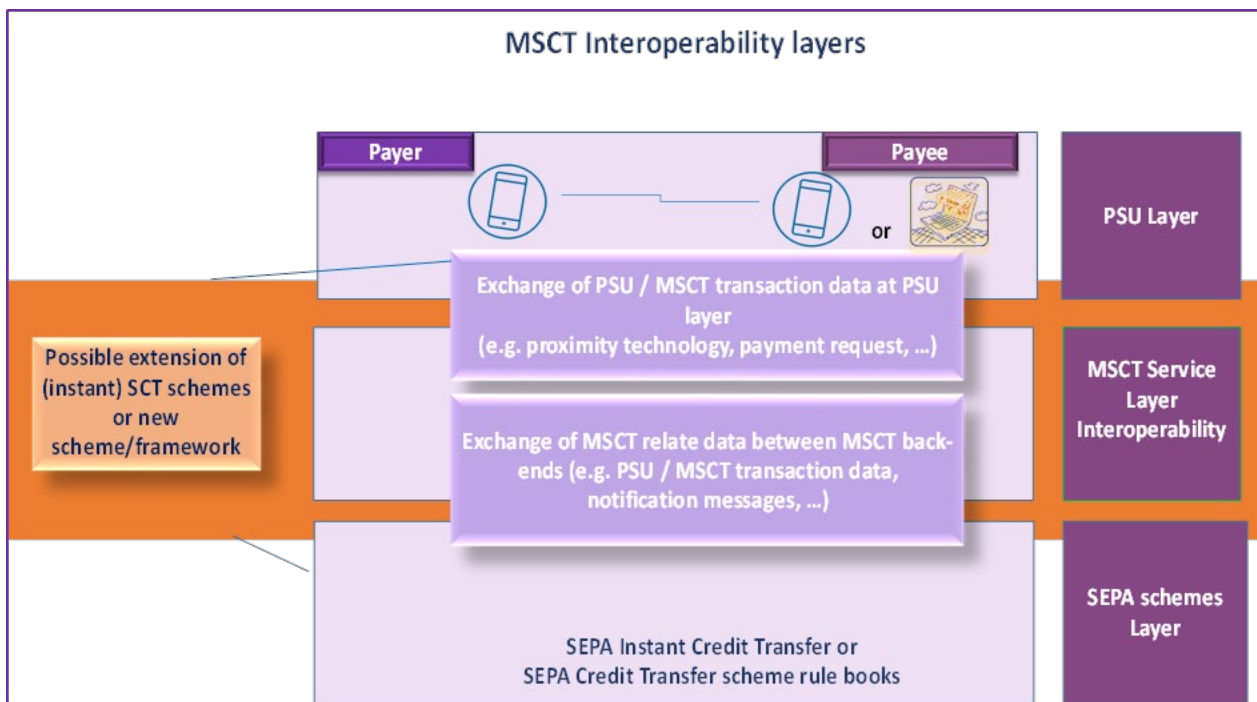 MSCT Interoperability layers
Payer
Payee
or
PSU Layer
Exchange of PSU / MSCT transaction data at PSU
layer
(e.g. proximity technology, payment request, ...)
Possible extension of
(instant) SCT schemes
or new
scheme/framework
MSCT Service
Layer
Interoperability
Exchange of MSCT relate data between MSCT back-
ends (e.g. PSU / MSCT transaction data,
notification messages, ...)
SEPA schemes
Layer
SEPA Instant Credit Transfer or
SEPA Credit Transfer scheme rule books